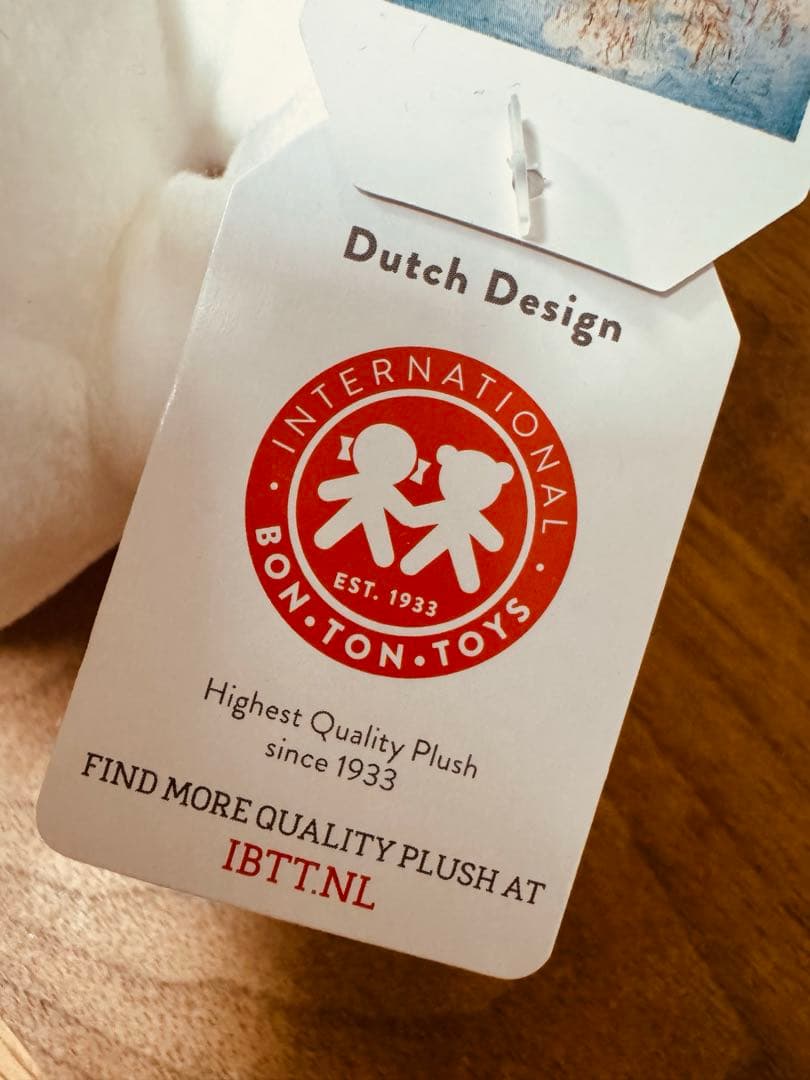 Dutch Design
INTERNATIONAL
EST. 1933
BON • TON • TOYS
Highest Quality Plush
since 1933
FIND MORE QUALITY PLUSH AT
IBTT.NL